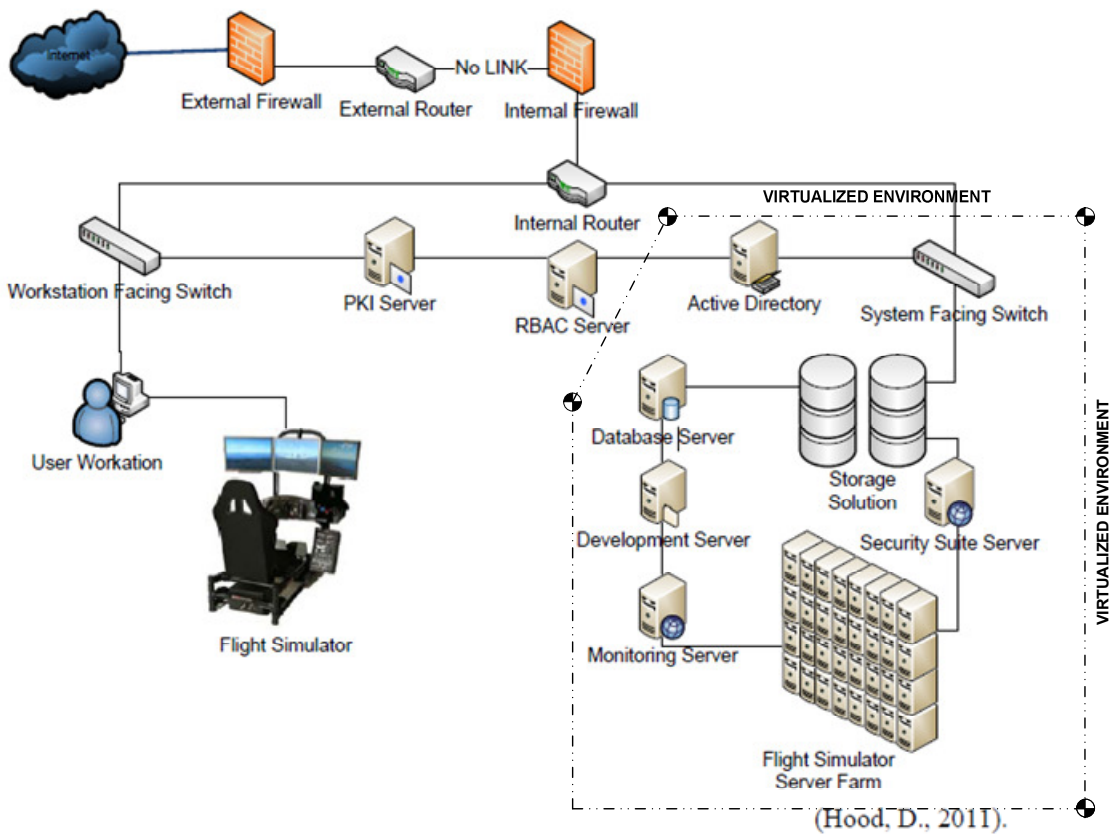 Internet
External Firewall
External Router
No LINK
Internal Firewall
Internal Router
VIRTUALIZED ENVIRONMENT
Workstation Facing Switch
PKI Server
RBAC Server
Active Directory
System Facing Switch
User Workation
Flight Simulator
Database Server
Storage
Solution
Development Server
Security Suite Server
Monitoring Server
Flight Simulator
Server Farm
VIRTUALIZED ENVIRONMENT
(Hood, D., 2011).